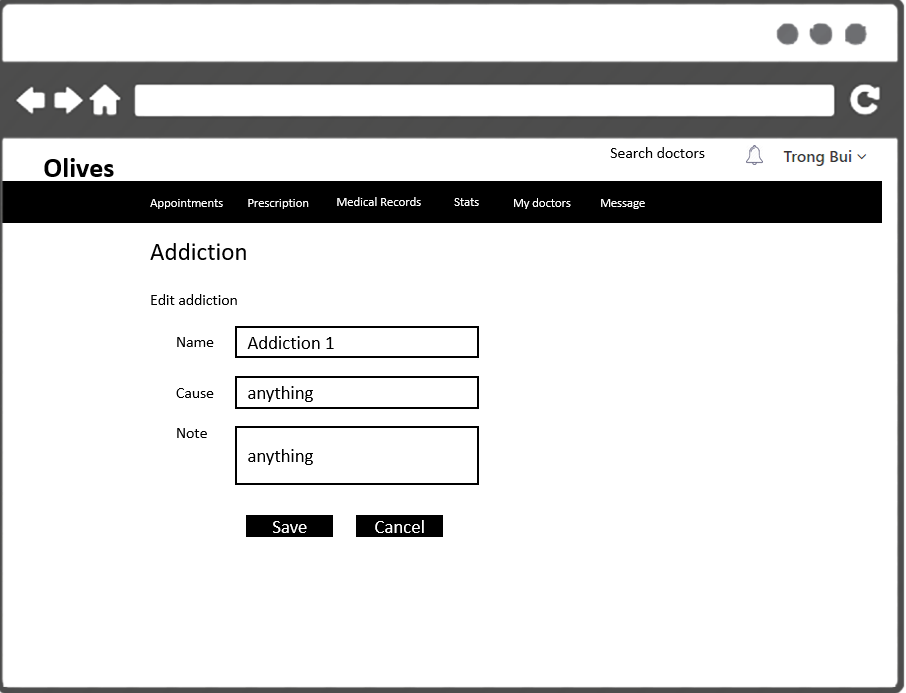 Search doctors
Trong Bui
Olives
Appointments Prescription Medical Records Stats My doctors Message
Addiction
Edit addiction
Name Addiction 1
Cause anything
Note anything
Save Cancel